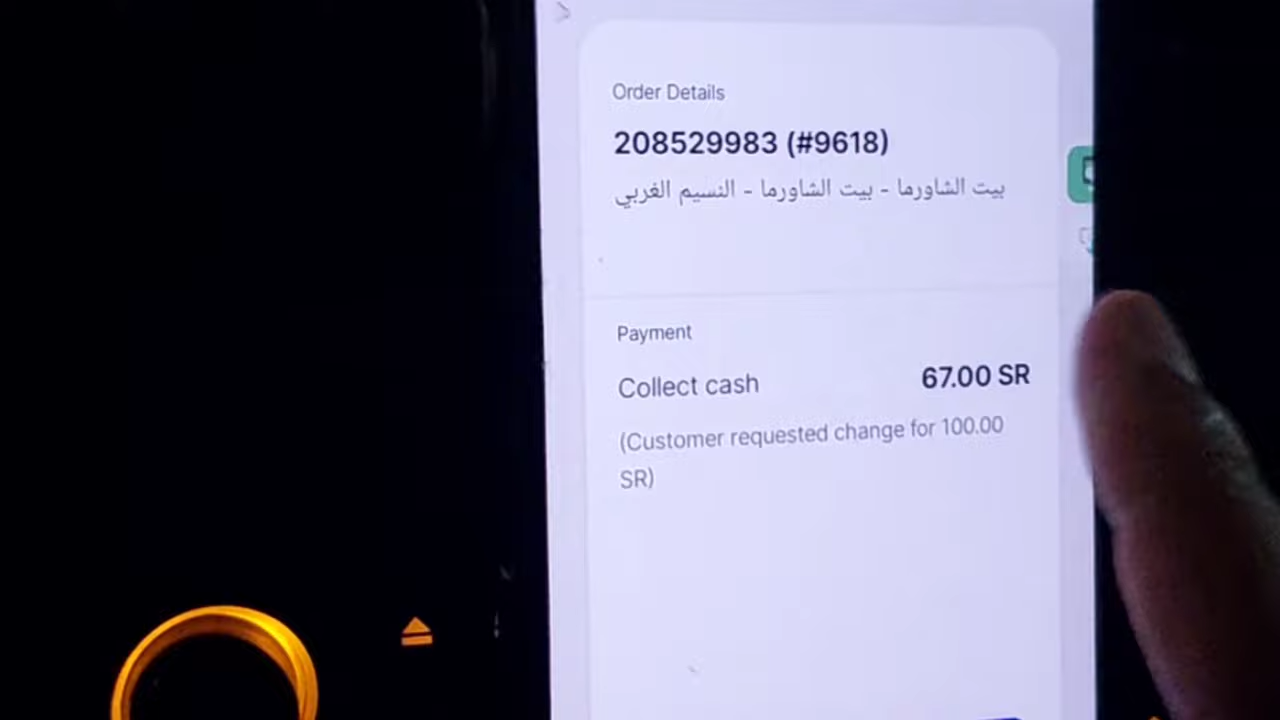 Order Details
208529983 (#9618)
بيت الشاورما - بيت الشاورما - النسيم الغربي
Payment
Collect cash 67.00 SR
(Customer requested change for 100.00
SR)